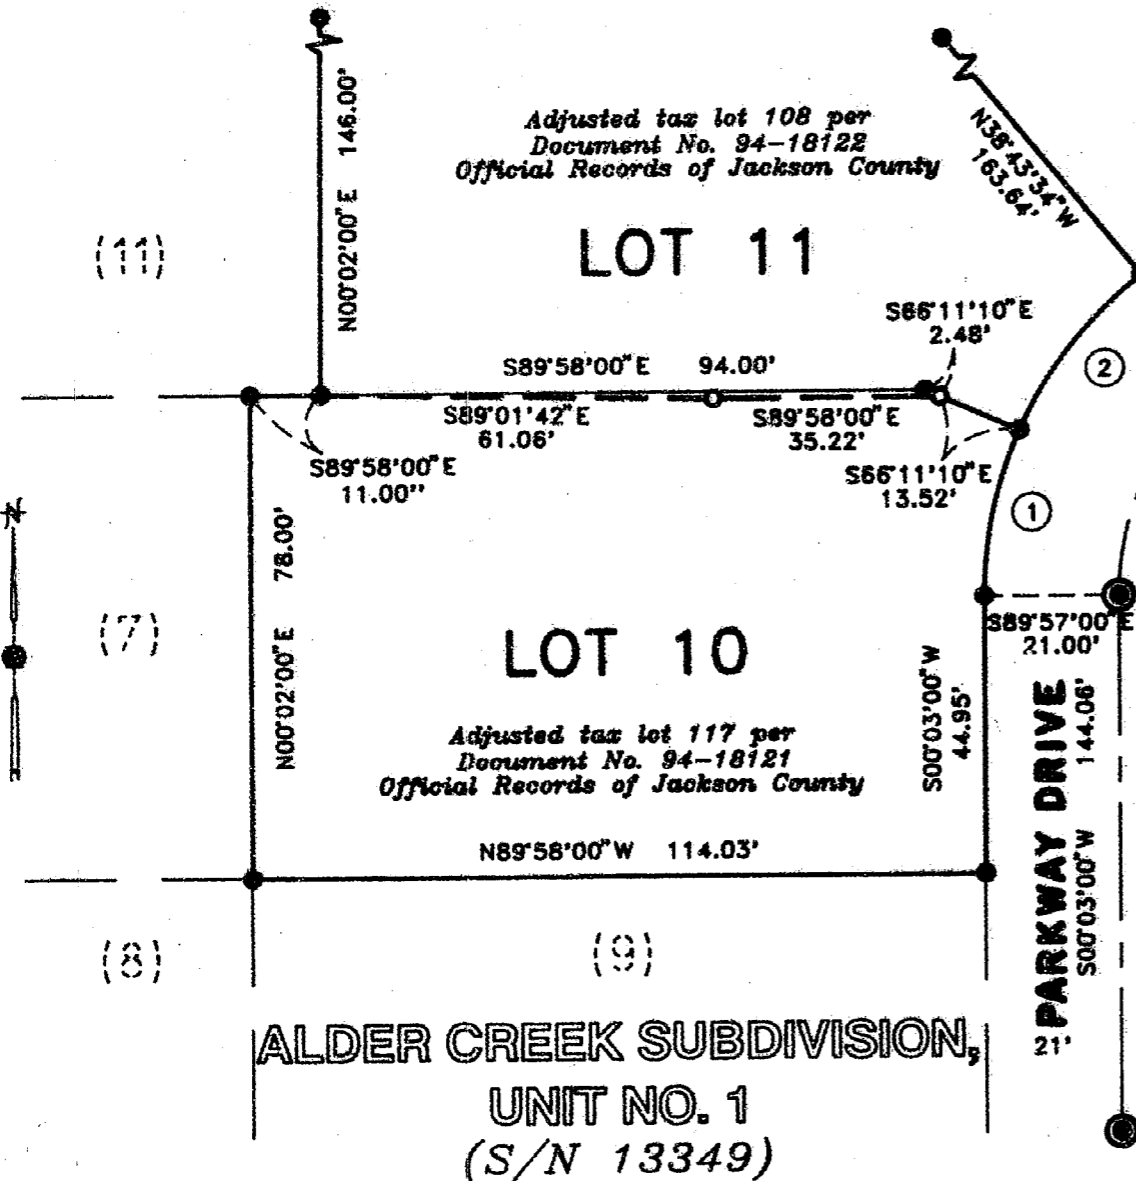 146.00'
N00°02'00"E
Adjusted tax lot 108 per
Document No. 94-18122
Official Records of Jackson County
N38°43'34"W
163.64'
(11)
LOT 11
S66°11'10"E
2.48'
2
S89°58'00"E 94.00'
S89°01'42"E
61.06'
S89°58'00"E
35.22'
S89°58'00"E
11.00"
S66°11'10"E
13.52'
1
N
N00°02'00"E 78.00'
(7)
LOT 10
S89°57'00"E
21.00'
S00°03'00"W
44.95'
Adjusted tax lot 117 per
Document No. 94-18121
Official Records of Jackson County
N89°58'00"W 114.03'
PARKWAY DRIVE
S00°03'00"W 144.06'
21'
(8)
(9)
ALDER CREEK SUBDIVISION,
UNIT NO. 1
(S/N 13349)